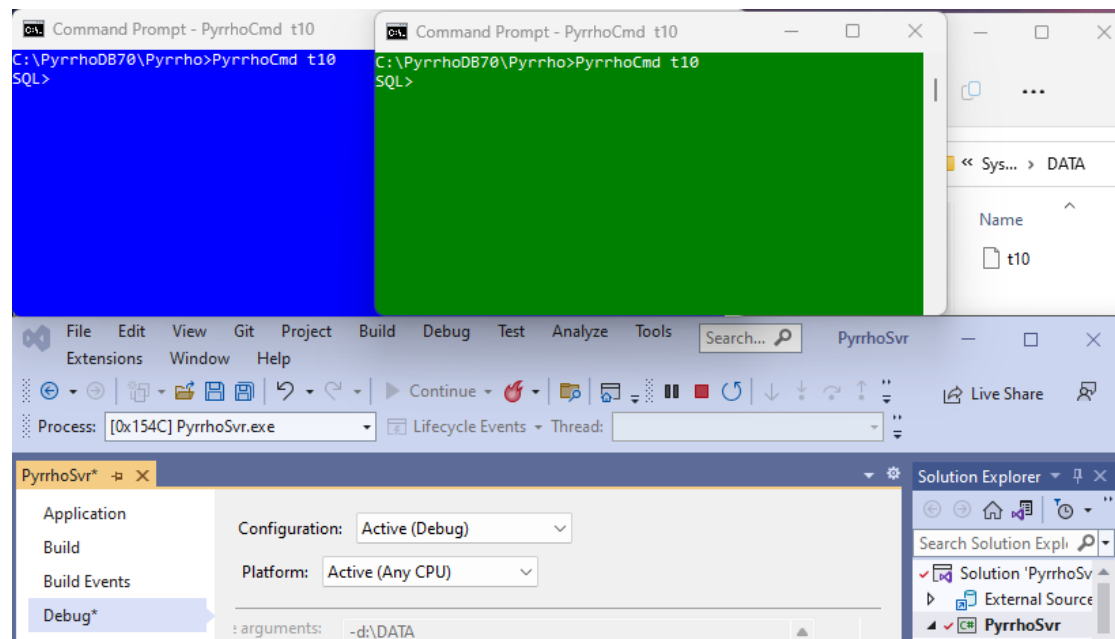 Command Prompt - PyrrhoCmd t10
C:\PyrrhoDB70\Pyrrho>PyrrhoCmd t10
SQL>
Command Prompt - PyrrhoCmd t10
C:\PyrrhoDB70\Pyrrho>PyrrhoCmd t10
SQL>
« Sys... > DATA
Name
t10
File Edit View Git Project Build Debug Test Analyze Tools Search... PyrrhoSvr
Extensions Window Help
Continue Live Share
Process: [0x154C] PyrrhoSvr.exe Lifecycle Events Thread:
PyrrhoSvr*
Application
Build
Build Events
Debug*
Configuration: Active (Debug)
Platform: Active (Any CPU)
: arguments: -d:\DATA
Solution Explorer
Search Solution Expl
Solution 'PyrrhoSv
External Source
C# PyrrhoSvr